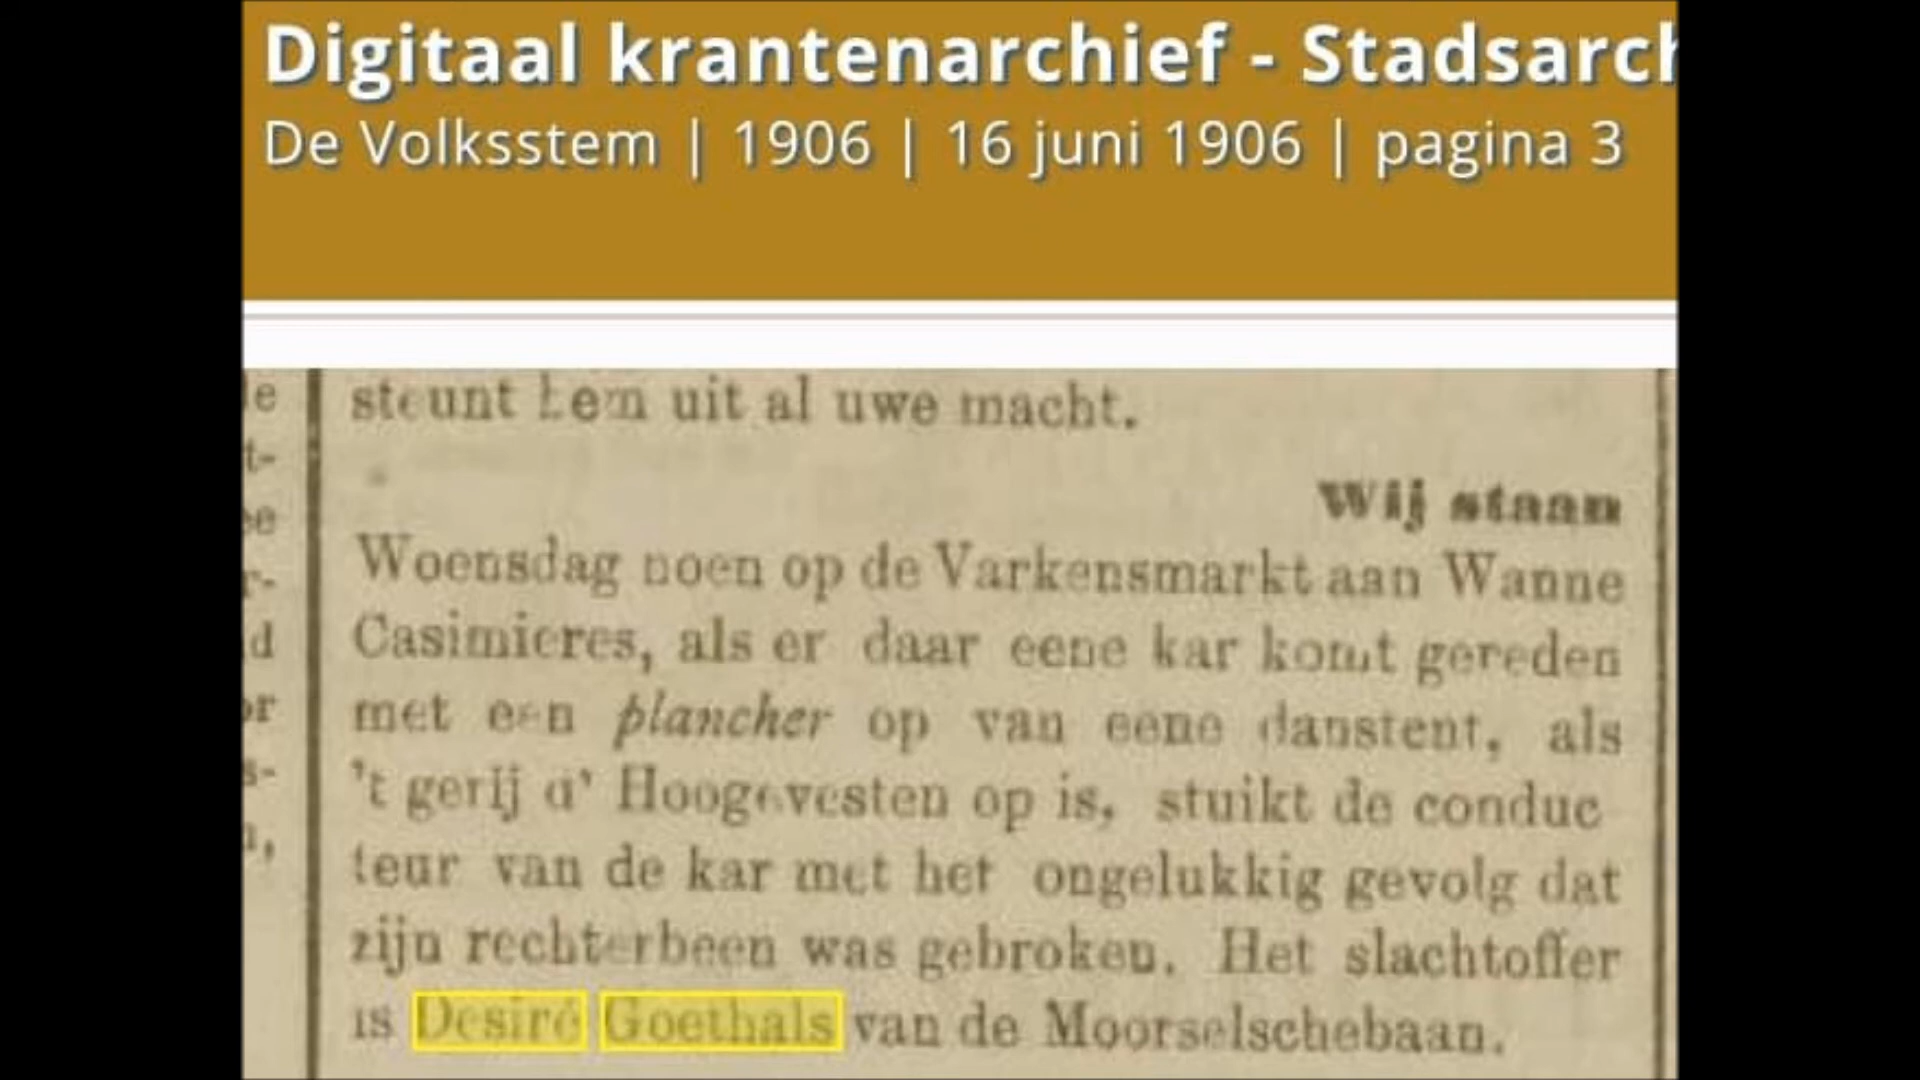 Digitaal krantenarchief - Stadsarch
De Volksstem | 1906 | 16 juni 1906 | pagina 3
steunt hem uit al uwe macht.
Wij staan
Woensdag noen op de Varkensmarkt aan Wanne
Casimieres, als er daar eene kar komt gereden
met een plancher op van eene danstent, als
't gerij d' Hoogevesten op is, stuikt de conduc
teur van de kar met het ongelukkig gevolg dat
zijn rechterbeen was gebroken. Het slachtoffer
is Desiré Goethals van de Moorselschebaan.